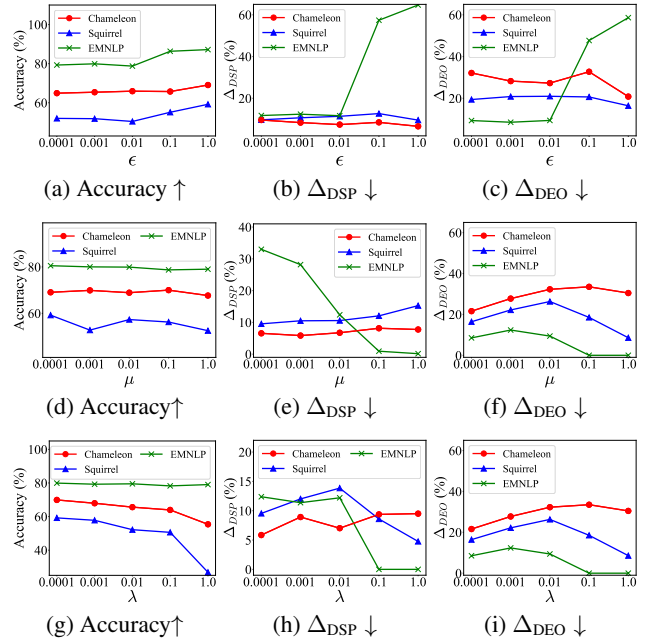 Accuracy (%)
100
80
60
Chameleon
Squirrel
EMNLP
0.0001 0.001 0.01 0.1 1.0
ϵ
(a) Accuracy ↑
Δ_DSP (%)
60
40
20
Chameleon
Squirrel
EMNLP
0.0001 0.001 0.01 0.1 1.0
ϵ
(b) Δ_DSP ↓
Δ_DEO (%)
60
40
20
Chameleon
Squirrel
EMNLP
0.0001 0.001 0.01 0.1 1.0
ϵ
(c) Δ_DEO ↓
Accuracy (%)
80
60
Chameleon EMNLP
Squirrel
0.0001 0.001 0.01 0.1 1.0
μ
(d) Accuracy↑
Δ_DSP (%)
40
30
20
10
0
Chameleon
Squirrel
EMNLP
0.0001 0.001 0.01 0.1 1.0
μ
(e) Δ_DSP ↓
Δ_DEO (%)
60
40
20
0
Chameleon
Squirrel
EMNLP
0.0001 0.001 0.01 0.1 1.0
μ
(f) Δ_DEO ↓
Accuracy (%)
100
80
60
40
Chameleon EMNLP
Squirrel
0.0001 0.001 0.01 0.1 1.0
λ
(g) Accuracy↑
Δ_DSP (%)
20
15
10
5
0
Chameleon EMNLP
Squirrel
0.0001 0.001 0.01 0.1 1.0
λ
(h) Δ_DSP ↓
Δ_DEO (%)
60
40
20
0
Chameleon
Squirrel
EMNLP
0.0001 0.001 0.01 0.1 1.0
λ
(i) Δ_DEO ↓